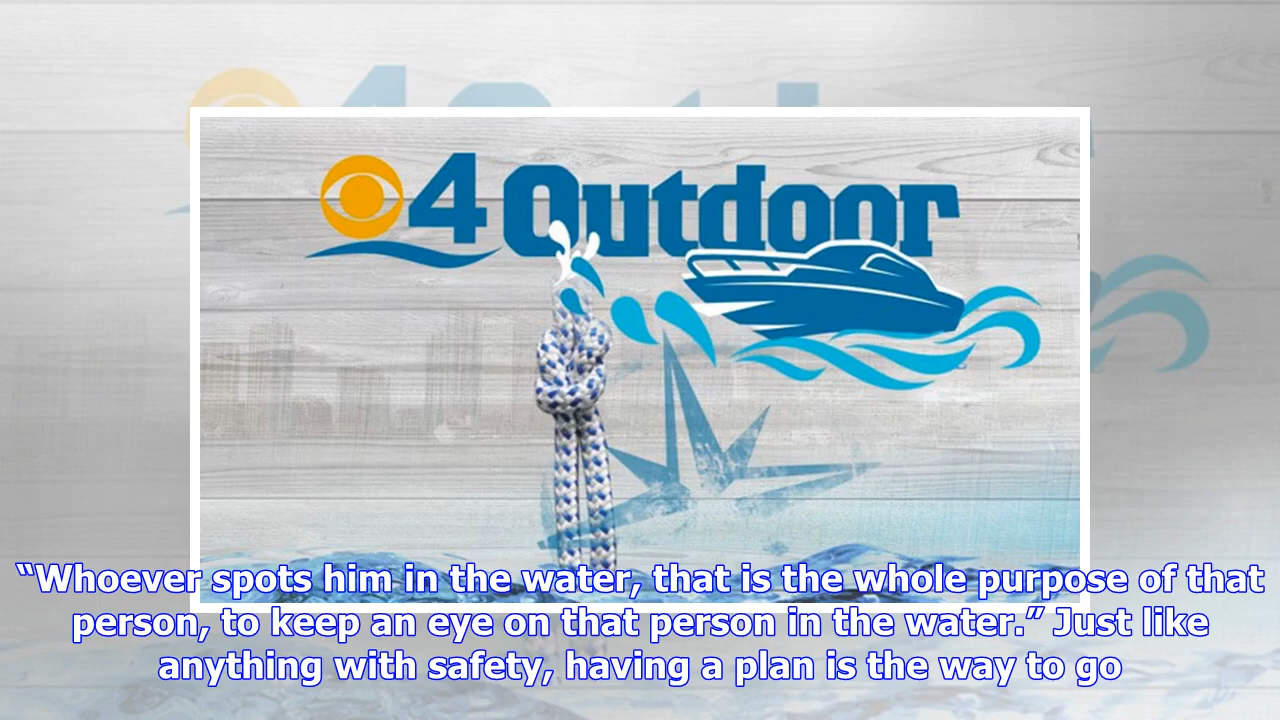 4 Outdoor
“Whoever spots him in the water, that is the whole purpose of that
person, to keep an eye on that person in the water.” Just like
anything with safety, having a plan is the way to go